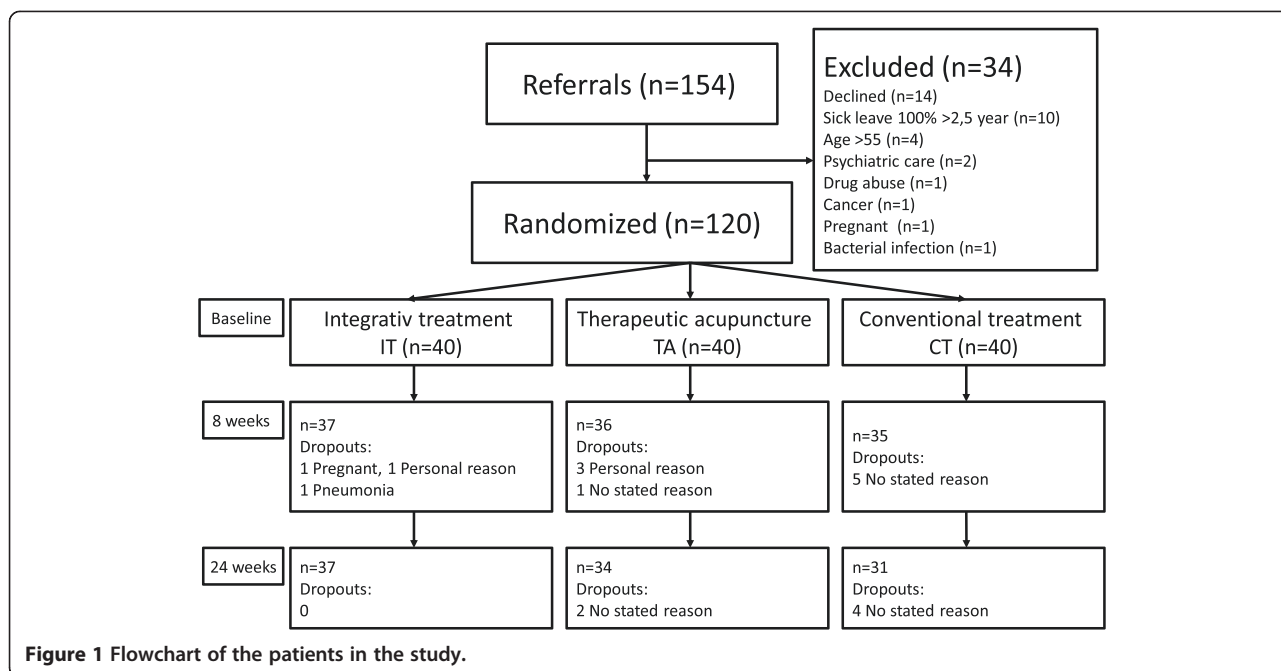 Referrals (n=154)
Excluded (n=34)
Declined (n=14)
Sick leave 100% >2,5 year (n=10)
Age >55 (n=4)
Psychiatric care (n=2)
Drug abuse (n=1)
Cancer (n=1)
Pregnant (n=1)
Bacterial infection (n=1)
Randomized (n=120)
Baseline
Integrativ treatment
IT (n=40)
Therapeutic acupuncture
TA (n=40)
Conventional treatment
CT (n=40)
8 weeks
n=37
Dropouts:
1 Pregnant, 1 Personal reason
1 Pneumonia
n=36
Dropouts:
3 Personal reason
1 No stated reason
n=35
Dropouts:
5 No stated reason
24 weeks
n=37
Dropouts:
0
n=34
Dropouts:
2 No stated reason
n=31
Dropouts:
4 No stated reason
Figure 1 Flowchart of the patients in the study.